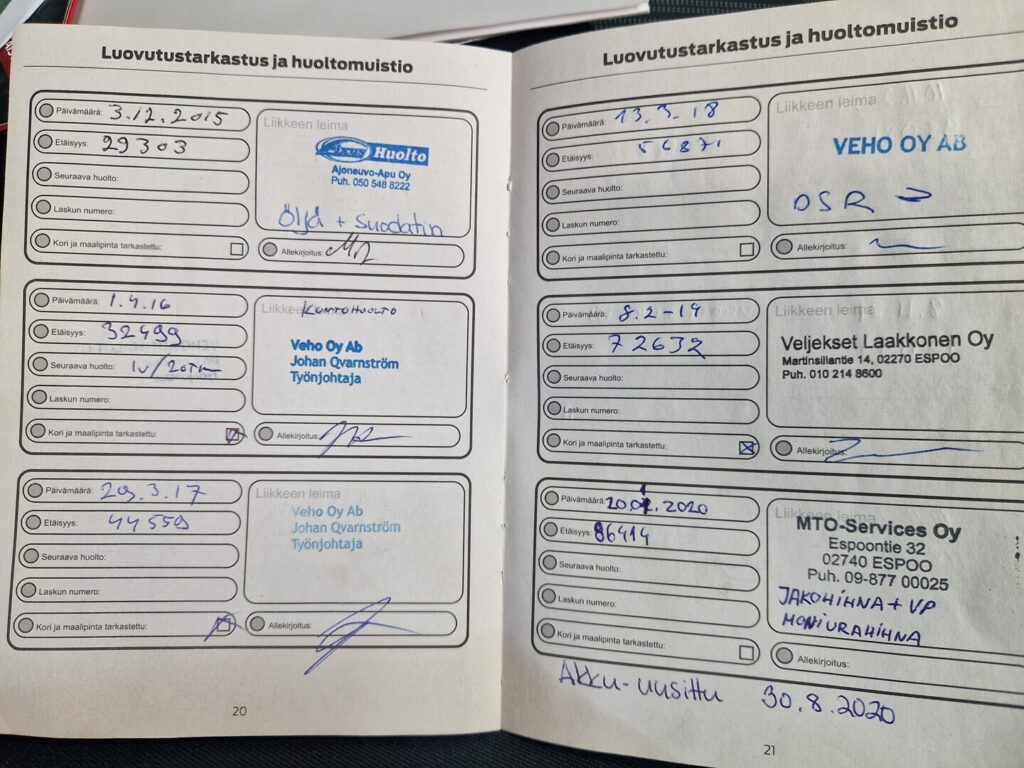 Luovutustarkastus ja huoltomuistio
Päivämäärä: 3.12.2015
Etäisyys: 29303
Seuraava huolto:
Laskun numero:
Kori ja maalipinta tarkastettu:
Liikkeen leima
Huolto
Ajoneuvo-Apu Oy
Puh. 050 548 8222
Öljy + Suodatin
Allekirjoitus:
Päivämäärä: 1.4.16
Etäisyys: 32499
Seuraava huolto:
Laskun numero:
Kori ja maalipinta tarkastettu:
Liikkeen KUNTOHUOLTO
Veho Oy Ab
Johan Qvarnström
Työnjohtaja
Allekirjoitus:
Päivämäärä: 29.3.17
Etäisyys: 44559
Seuraava huolto:
Laskun numero:
Kori ja maalipinta tarkastettu:
Liikkeen leima
Veho Oy Ab
Johan Qvarnström
Työnjohtaja
Allekirjoitus:
20
Luovutustarkastus ja huoltomuistio
Päivämäärä: 13.3.18
Etäisyys: 56871
Seuraava huolto:
Laskun numero:
Kori ja maalipinta tarkastettu:
Liikkeen leima
VEHO OY AB
OSR →
Allekirjoitus:
Päivämäärä: 8.2-19
Etäisyys: 72632
Seuraava huolto:
Laskun numero:
Kori ja maalipinta tarkastettu:
Liikkeen leima
Veljekset Laakkonen Oy
Martinsillantie 14, 02270 ESPOO
Puh. 010 214 8600
Allekirjoitus:
Päivämäärä: .2020
Etäisyys: 86414
Seuraava huolto:
Laskun numero:
Kori ja maalipinta tarkastettu:
Liikkeen leima
MTO-Services Oy
Espoontie 32
02740 ESPOO
Puh. 09-877 00025
JAKOHIHNA + VP
MONIURAHIHNA
Allekirjoitus:
Akku-uusittu 30.8.2020
21